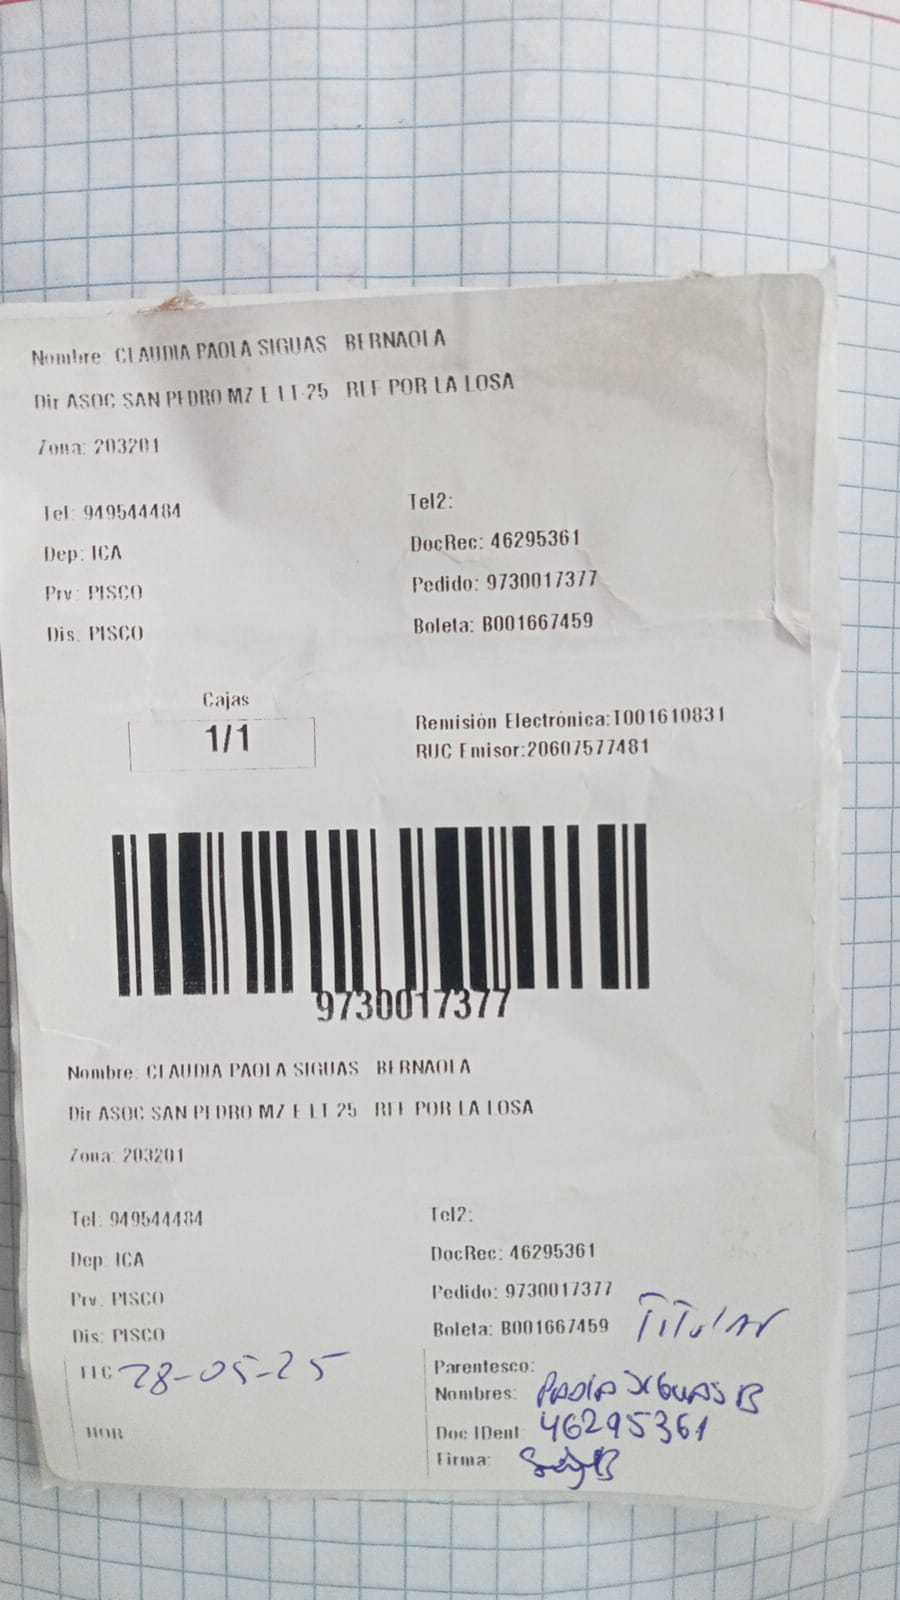 Nombre: CLAUDIA PAOLA SIGUAS BERNAOLA
Dir ASOC SAN PEDRO MZ E LT 25 REF POR LA LOSA
Zona: 203201
Tel: 949544484 Tel2:
Dep: ICA DocRec: 46295361
Prv: PISCO Pedido: 9730017377
Dis: PISCO Boleta: B001667459
Cajas
1/1
Remisión Electrónica:T001610831
RUC Emisor:20607577481
9730017377
Nombre: CLAUDIA PAOLA SIGUAS BERNAOLA
Dir ASOC SAN PEDRO MZ E LT 25 REF POR LA LOSA
Zona: 203201
Tel: 949544484 Tel2:
Dep: ICA DocRec: 46295361
Prv: PISCO Pedido: 9730017377
Dis: PISCO Boleta: B001667459 TITULAR
28-05-25 Parentesco:
Nombres: PAOLA SIGUAS B
HOR Doc IDent 46295361
Firma: